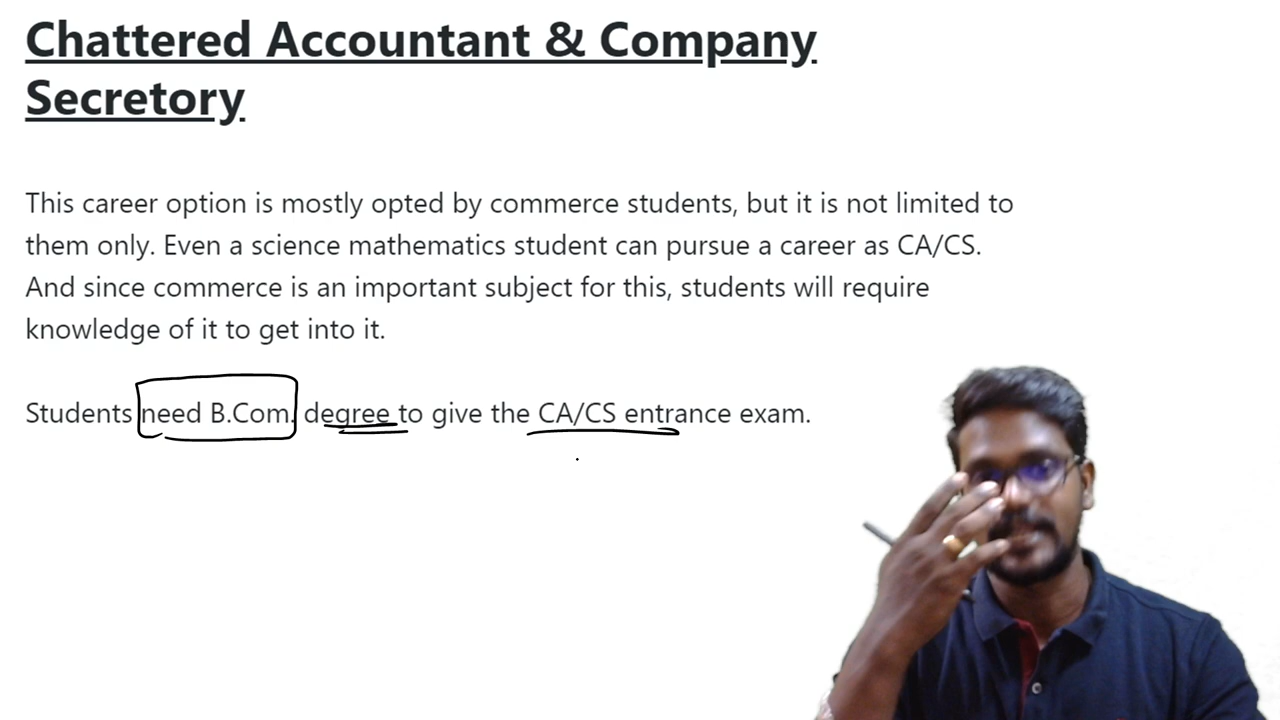 Chattered Accountant & Company
Secretory
This career option is mostly opted by commerce students, but it is not limited to
them only. Even a science mathematics student can pursue a career as CA/CS.
And since commerce is an important subject for this, students will require
knowledge of it to get into it.
Students need B.Com. degree to give the CA/CS entrance exam.